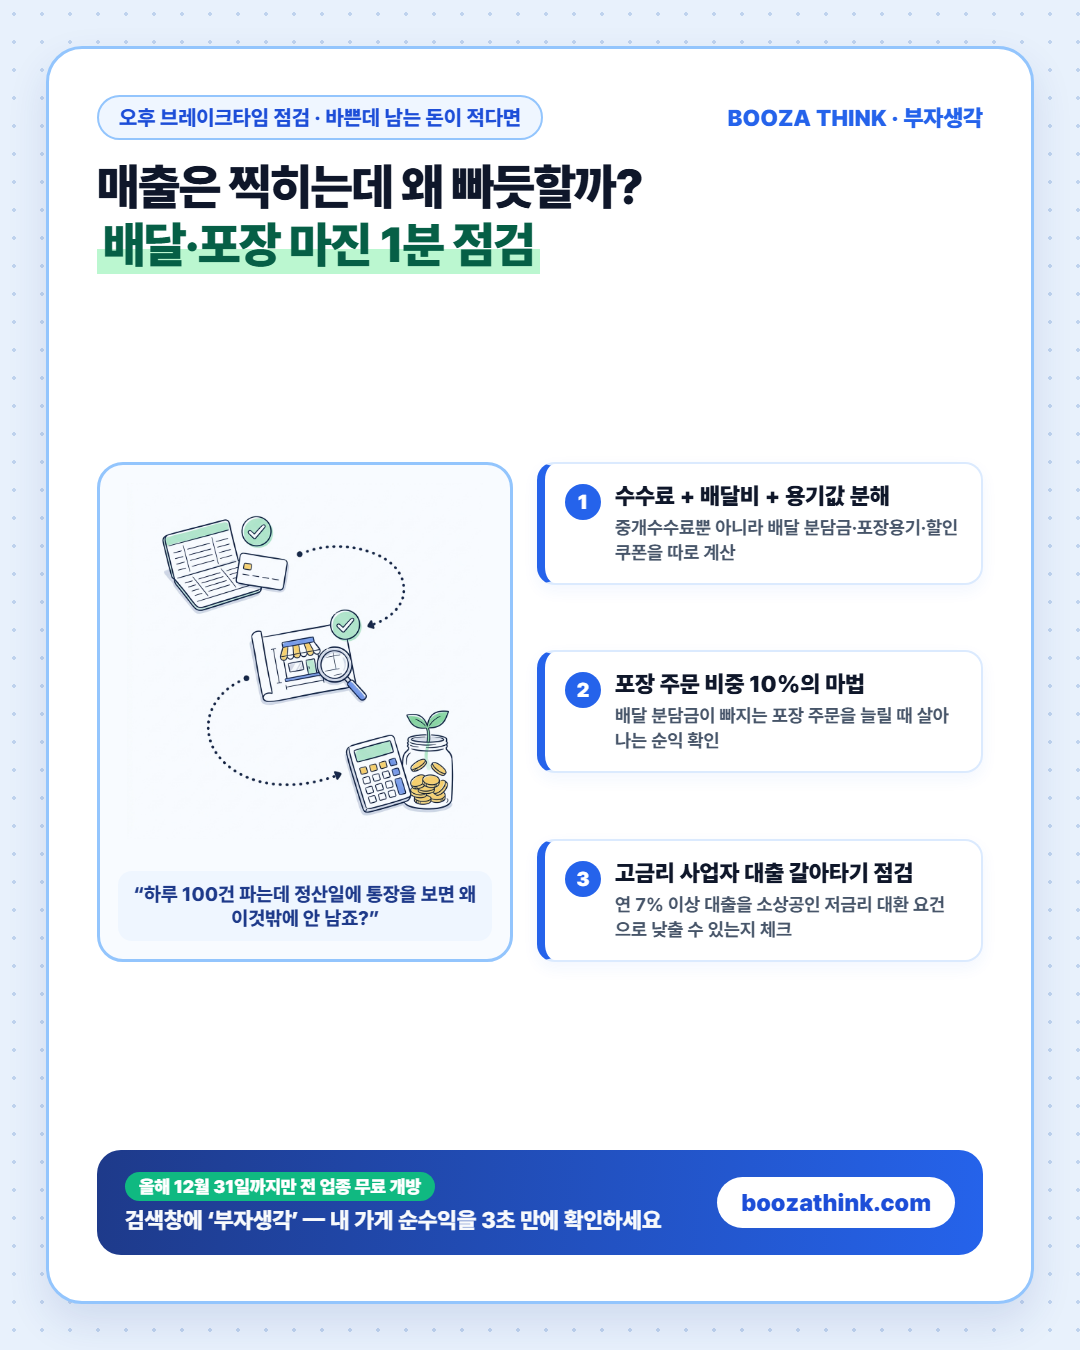 오후 브레이크타임 점검 · 바쁜데 남는 돈이 적다면
BOOZA THINK · 부자생각
매출은 찍히는데 왜 빠듯할까?
배달·포장 마진 1분 점검
“하루 100건 파는데 정산일에 통장을 보면 왜
이것밖에 안 남죠?”
1
수수료 + 배달비 + 용기값 분해
중개수수료뿐 아니라 배달 분담금·포장용기·할인
쿠폰을 따로 계산
2
포장 주문 비중 10%의 마법
배달 분담금이 빠지는 포장 주문을 늘릴 때 살아
나는 순익 확인
3
고금리 사업자 대출 갈아타기 점검
연 7% 이상 대출을 소상공인 저금리 대환 요건
으로 낮출 수 있는지 체크
올해 12월 31일까지만 전 업종 무료 개방
검색창에 ‘부자생각’ — 내 가게 순수익을 3초 만에 확인하세요
boozathink.com